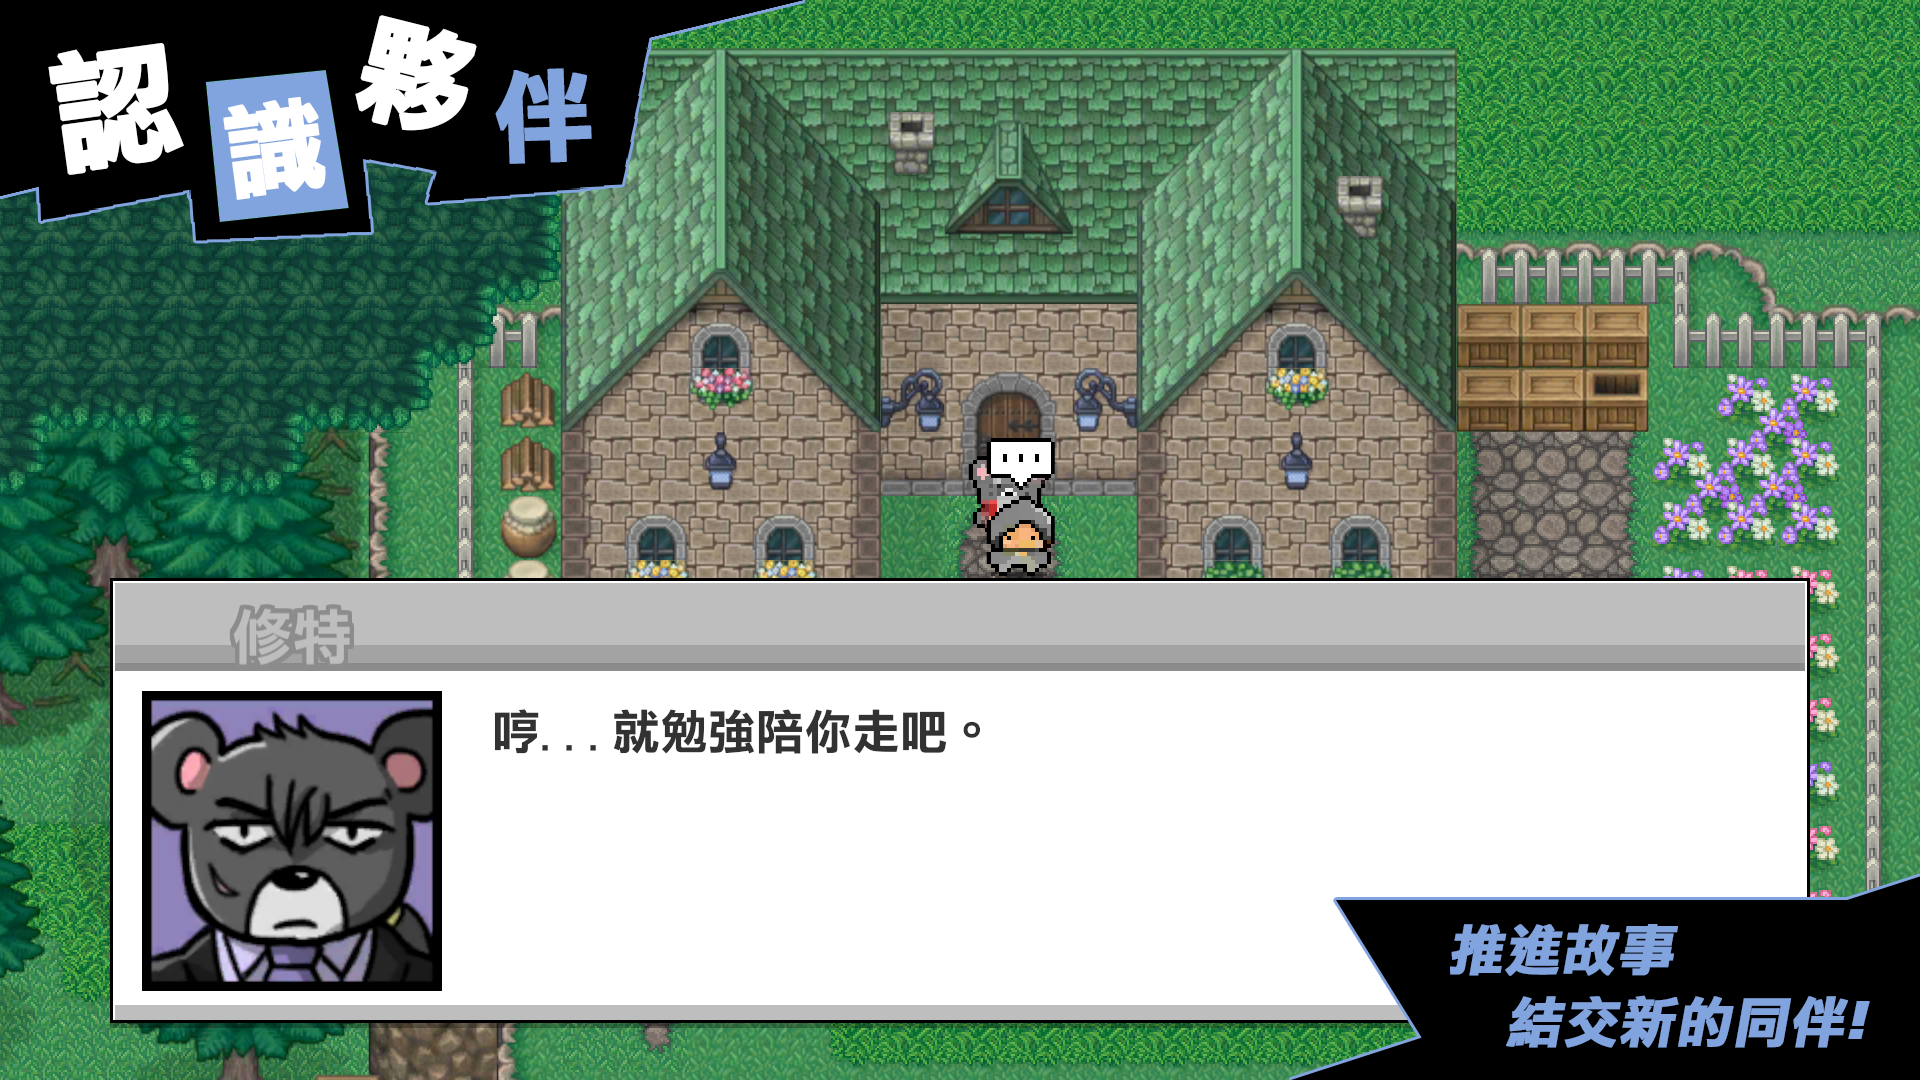 認識夥伴
...
修特
哼...就勉強陪你走吧。
推進故事
結交新的同伴!